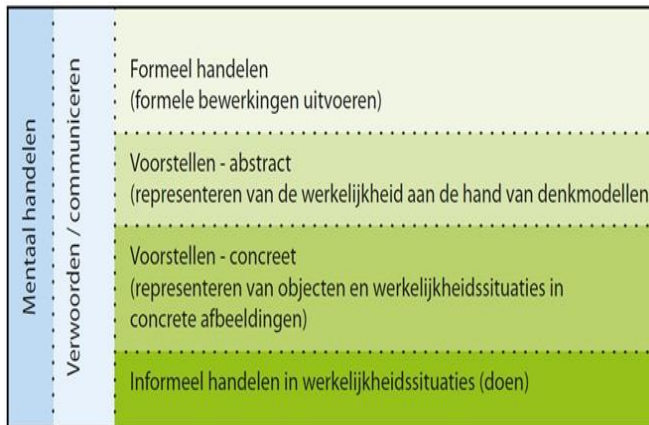 Mentaal handelen
Verwoorden / communiceren
Formeel handelen
(formele bewerkingen uitvoeren)
Voorstellen - abstract
(representeren van de werkelijkheid aan de hand van denkmodellen
Voorstellen - concreet
(representeren van objecten en werkelijkheidssituaties in
concrete afbeeldingen)
Informeel handelen in werkelijkheidssituaties (doen)